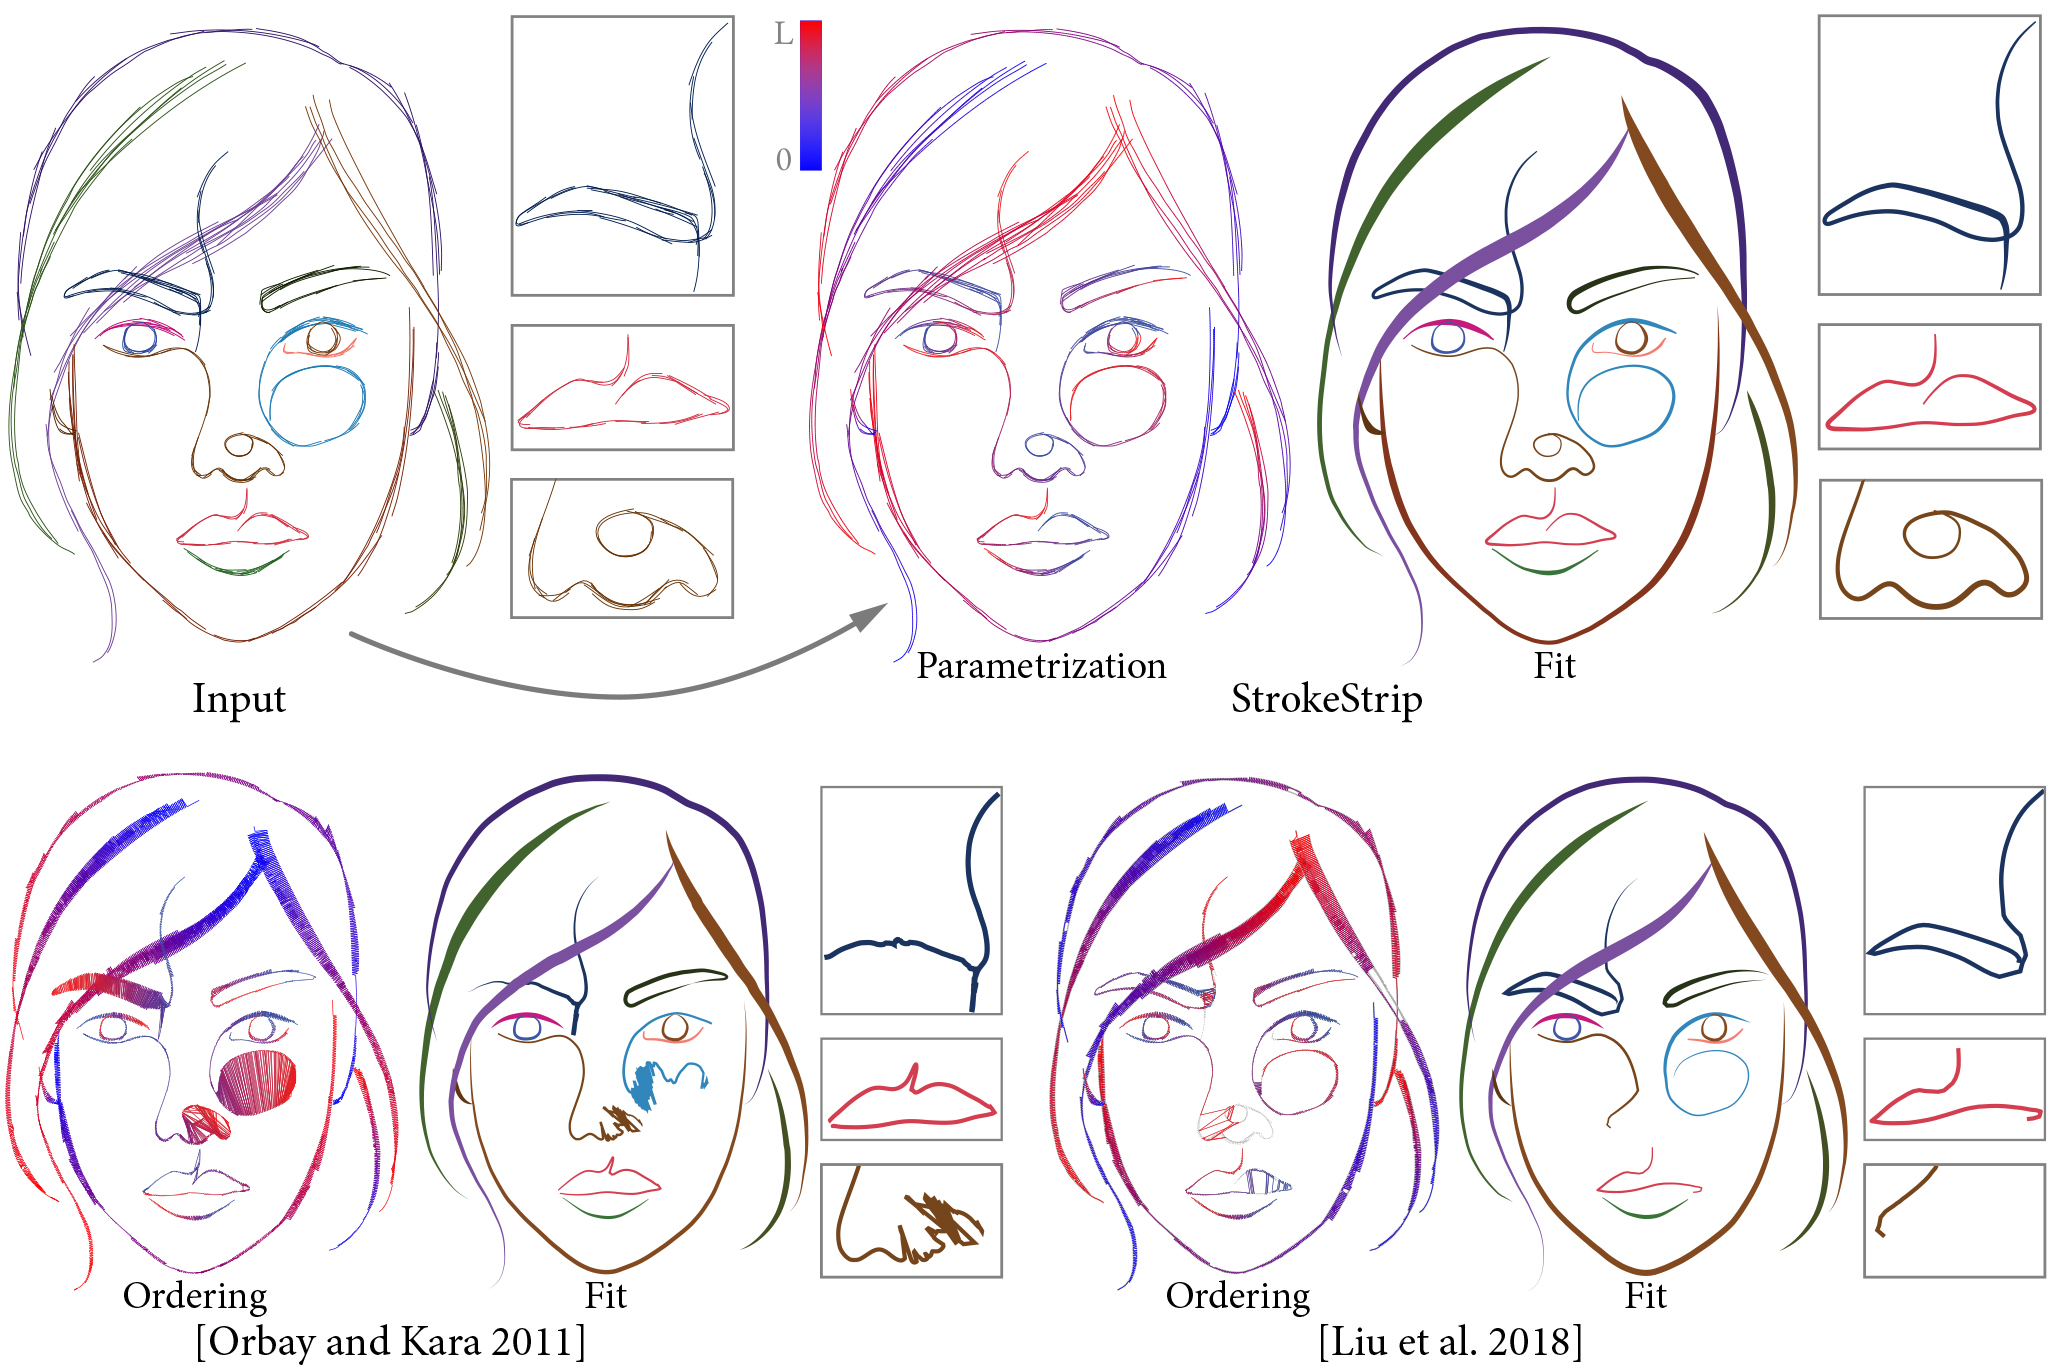 L
0
Input
Parametrization
Fit
StrokeStrip
Ordering
Fit
Ordering
Fit
[Orbay and Kara 2011]
[Liu et al. 2018]